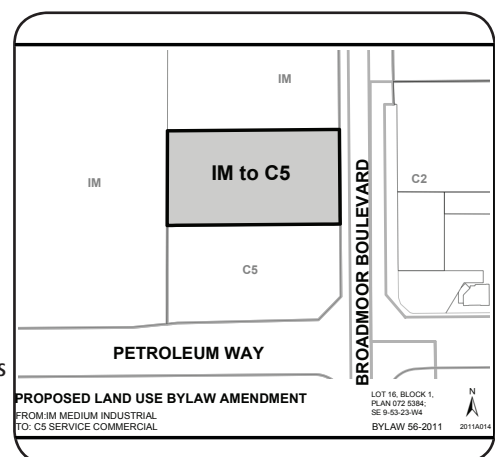 IM
IM
IM to C5
C2
C5
BROADMOOR BOULEVARD
PETROLEUM WAY
s
PROPOSED LAND USE BYLAW AMENDMENT
FROM:IM MEDIUM INDUSTRIAL
TO: C5 SERVICE COMMERCIAL
LOT 16, BLOCK 1,
PLAN 072 5384;
SE 9-53-23-W4
BYLAW 56-2011
N
2011A014